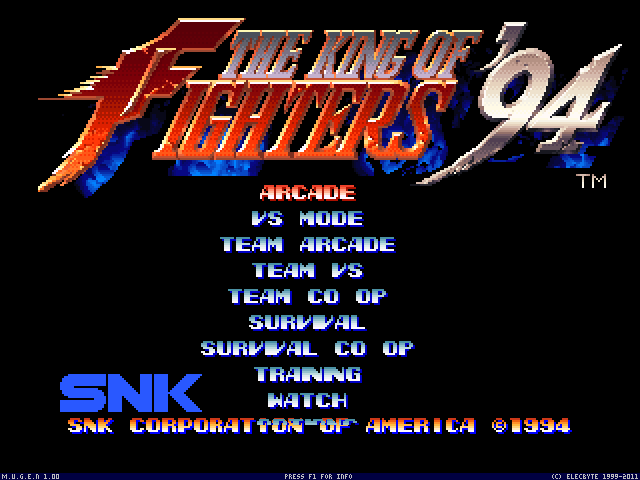 THE KING OF
FIGHTERS '94
TM
ARCADE
VS MODE
TEAM ARCADE
TEAM VS
TEAM CO OP
SURVIVAL
SURVIVAL CO OP
TRAINING
WATCH
SNK
SNK CORPORATION OF AMERICA ©1994
M.U.G.E.N 1.00
PRESS F1 FOR INFO
(C) ELECBYTE 1999-2011